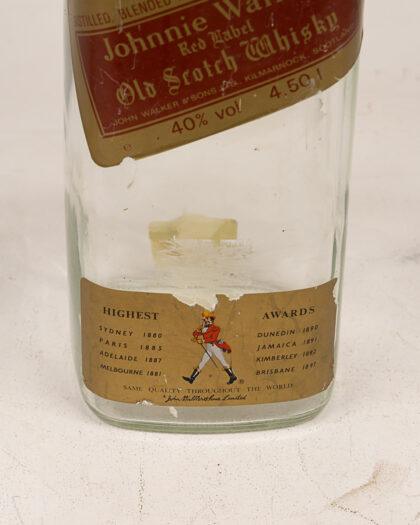 DISTILLED, BLENDED
Johnnie Wal
Red Label
Old Scotch Whisky
JOHN WALKER & SONS LTD, KILMARNOCK, SCOTLAND
40% vol 4.50 l
e
HIGHEST AWARDS
SYDNEY 1880 DUNEDIN 1890
PARIS 1885 JAMAICA 1891
ADELAIDE 1887 KIMBERLEY 1892
MELBOURNE 1881 BRISBANE 1897
®
SAME QUALITY THROUGHOUT THE WORLD
John Walker & Sons Limited